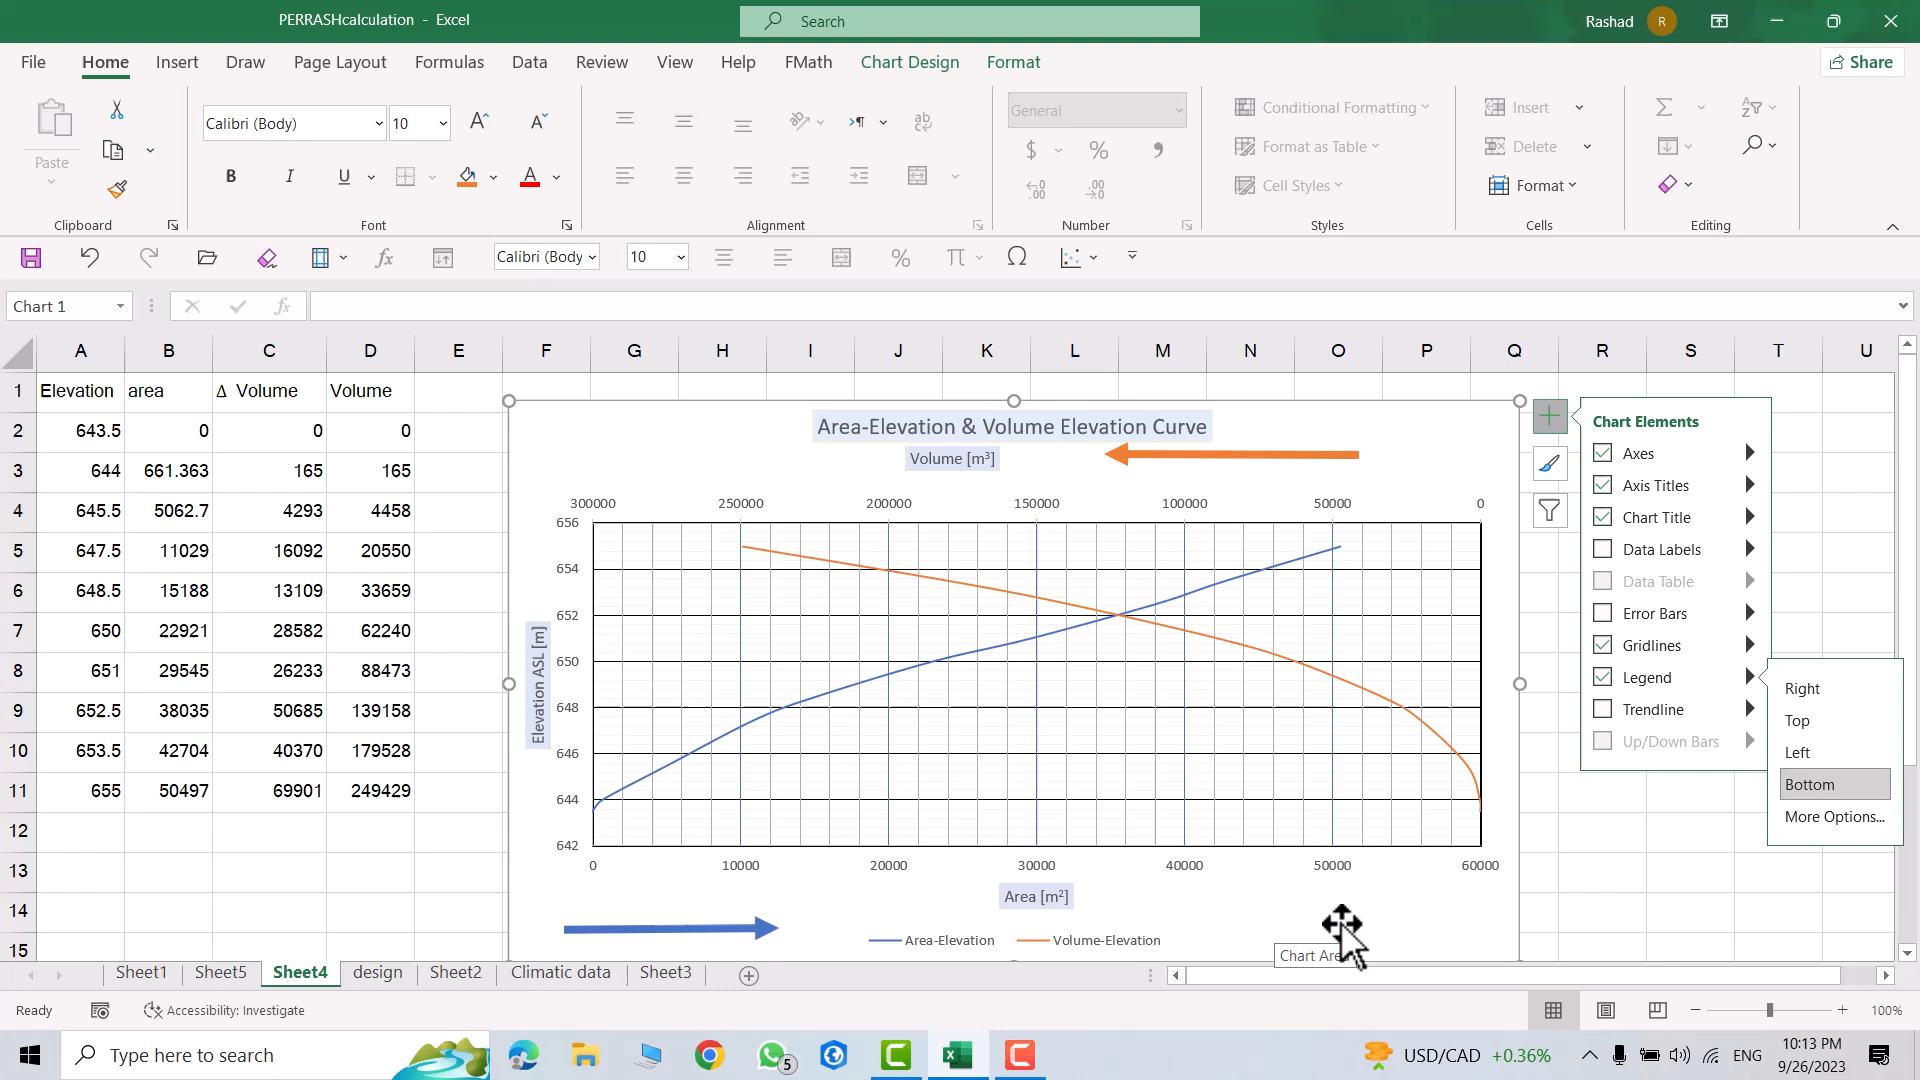 PERRASHcalculation - Excel
Search
Rashad
R
File Home Insert Draw Page Layout Formulas Data Review View Help FMath Chart Design Format Share
Calibri (Body) 10 General
Paste
B I U A
$ %
Conditional Formatting
Format as Table
Cell Styles
Insert
Delete
Format
Clipboard Font Alignment Number Styles Cells Editing
Calibri (Body 10
Chart 1
A B C D E F G H I J K L M N O P Q R S T U
1 Elevation area Δ Volume Volume
2 643.5 0 0 0
3 644 661.363 165 165
4 645.5 5062.7 4293 4458
5 647.5 11029 16092 20550
6 648.5 15188 13109 33659
7 650 22921 28582 62240
8 651 29545 26233 88473
9 652.5 38035 50685 139158
10 653.5 42704 40370 179528
11 655 50497 69901 249429
12
13
14
15
Area-Elevation & Volume Elevation Curve
Volume [m³]
300000 250000 200000 150000 100000 50000 0
656
654
652
650
648
646
644
642
Elevation ASL [m]
0 10000 20000 30000 40000 50000 60000
Area [m²]
Area-Elevation Volume-Elevation
Chart Elements
Axes
Axis Titles
Chart Title
Data Labels
Data Table
Error Bars
Gridlines
Legend
Trendline
Up/Down Bars
Right
Top
Left
Bottom
More Options...
Sheet1 Sheet5 Sheet4 design Sheet2 Climatic data Sheet3
Ready
Accessibility: Investigate
100%
Type here to search
5
USD/CAD +0.36%
ENG
10:13 PM
9/26/2023